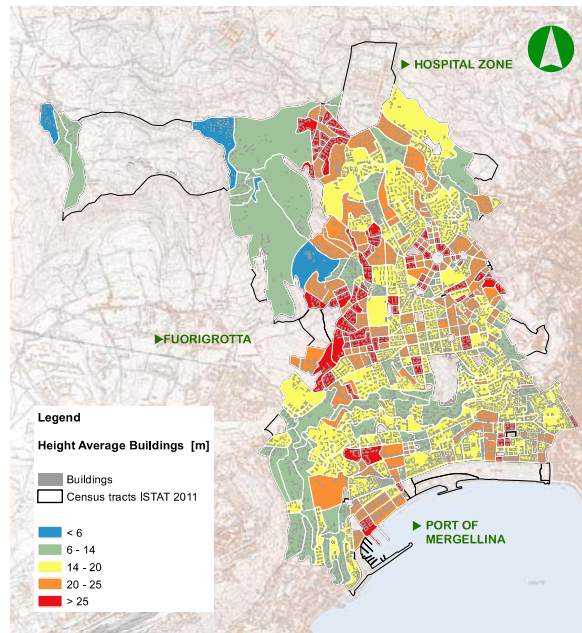 HOSPITAL ZONE
FUORIGROTTA
Legend
Height Average Buildings [m]
Buildings
Census tracts ISTAT 2011
< 6
6 - 14
14 - 20
20 - 25
> 25
PORT OF
MERGELLINA